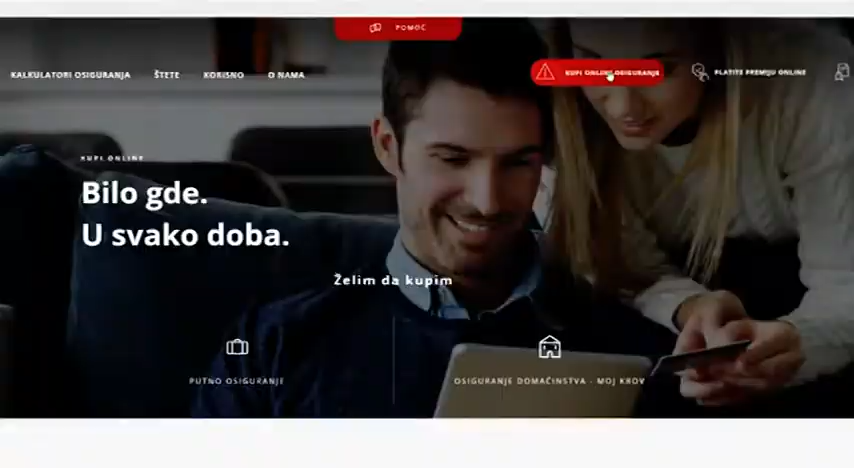 POMOĆ
KALKULATORI OSIGURANJA ŠTETE KORISNO O NAMA KUPI ONLINE OSIGURANJE PLATITE PREMIJU ONLINE
KUPI ONLINE
Bilo gde.
U svako doba.
Želim da kupim
PUTNO OSIGURANJE OSIGURANJE DOMAĆINSTVA - MOJ KROV